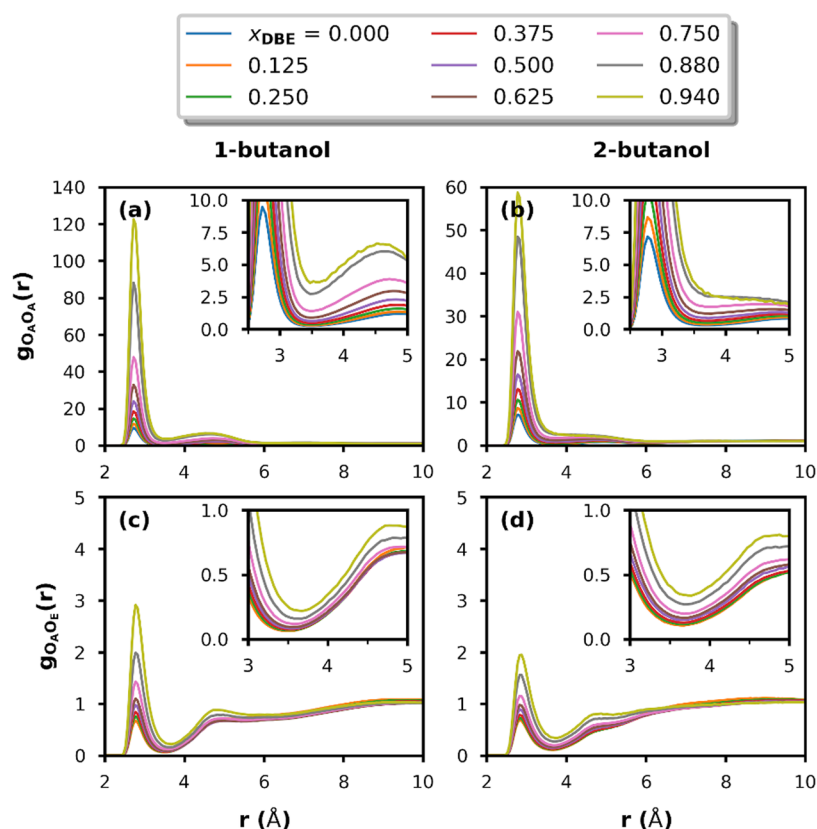 x_DBE = 0.000 0.375 0.750
0.125 0.500 0.880
0.250 0.625 0.940
1-butanol 2-butanol
(a)
g_OAOA(r)
140
120
100
80
60
40
20
0
2 4 6 8 10
10.0
7.5
5.0
2.5
0.0
3 4 5
(b)
60
50
40
30
20
10
0
2 4 6 8 10
10.0
7.5
5.0
2.5
0.0
3 4 5
(c)
g_OAOE(r)
5
4
3
2
1
0
2 4 6 8 10
r (Å)
1.0
0.5
0.0
3 4 5
(d)
5
4
3
2
1
0
2 4 6 8 10
r (Å)
1.0
0.5
0.0
3 4 5